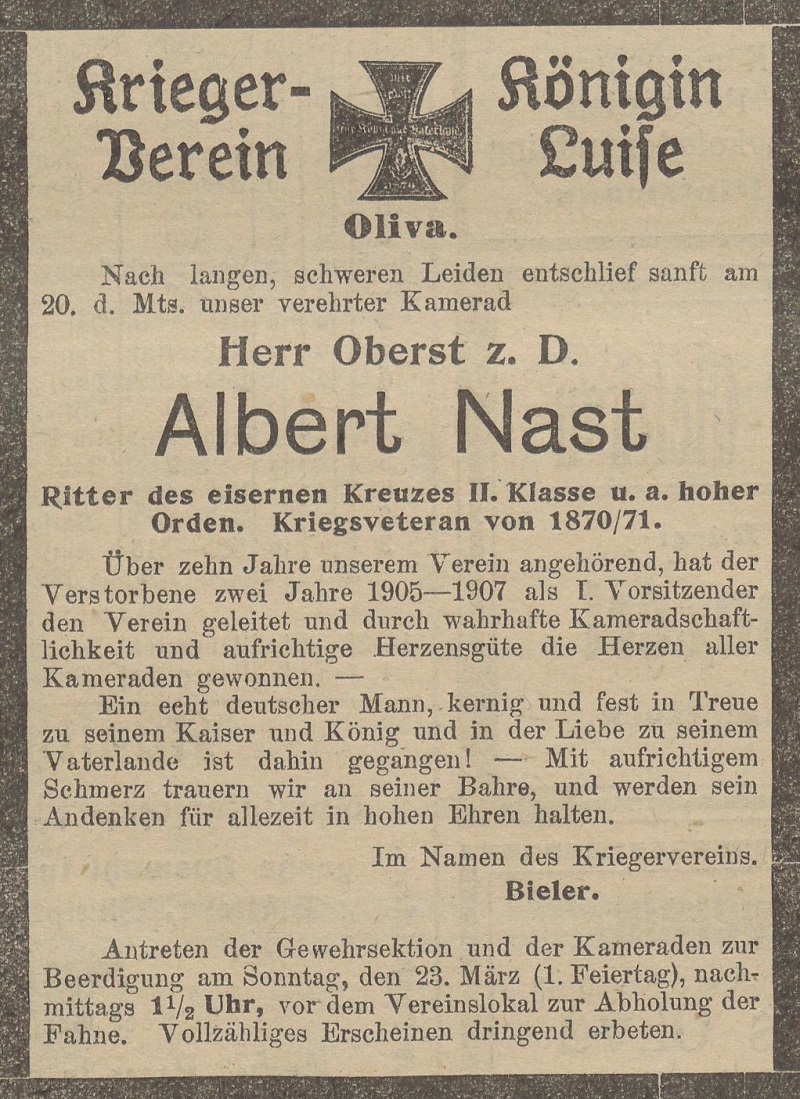 Krieger-
Verein
Mit
Gott
für König und Vaterland.
1870
Königin
Luiſe
Oliva.
Nach langen, schweren Leiden entschlief sanft am
20. d. Mts. unser verehrter Kamerad
Herr Oberst z. D.
Albert Nast
Ritter des eisernen Kreuzes II. Klasse u. a. hoher
Orden. Kriegsveteran von 1870/71.
Über zehn Jahre unserem Verein angehörend, hat der
Verstorbene zwei Jahre 1905—1907 als I. Vorsitzender
den Verein geleitet und durch wahrhafte Kameradschaft-
lichkeit und aufrichtige Herzensgüte die Herzen aller
Kameraden gewonnen. —
Ein echt deutscher Mann, kernig und fest in Treue
zu seinem Kaiser und König und in der Liebe zu seinem
Vaterlande ist dahin gegangen! — Mit aufrichtigem
Schmerz trauern wir an seiner Bahre, und werden sein
Andenken für allezeit in hohen Ehren halten.
Im Namen des Kriegervereins.
Bieler.
Antreten der Gewehrsektion und der Kameraden zur
Beerdigung am Sonntag, den 23. März (1. Feiertag), nach-
mittags 1½ Uhr, vor dem Vereinslokal zur Abholung der
Fahne. Vollzähliges Erscheinen dringend erbeten.